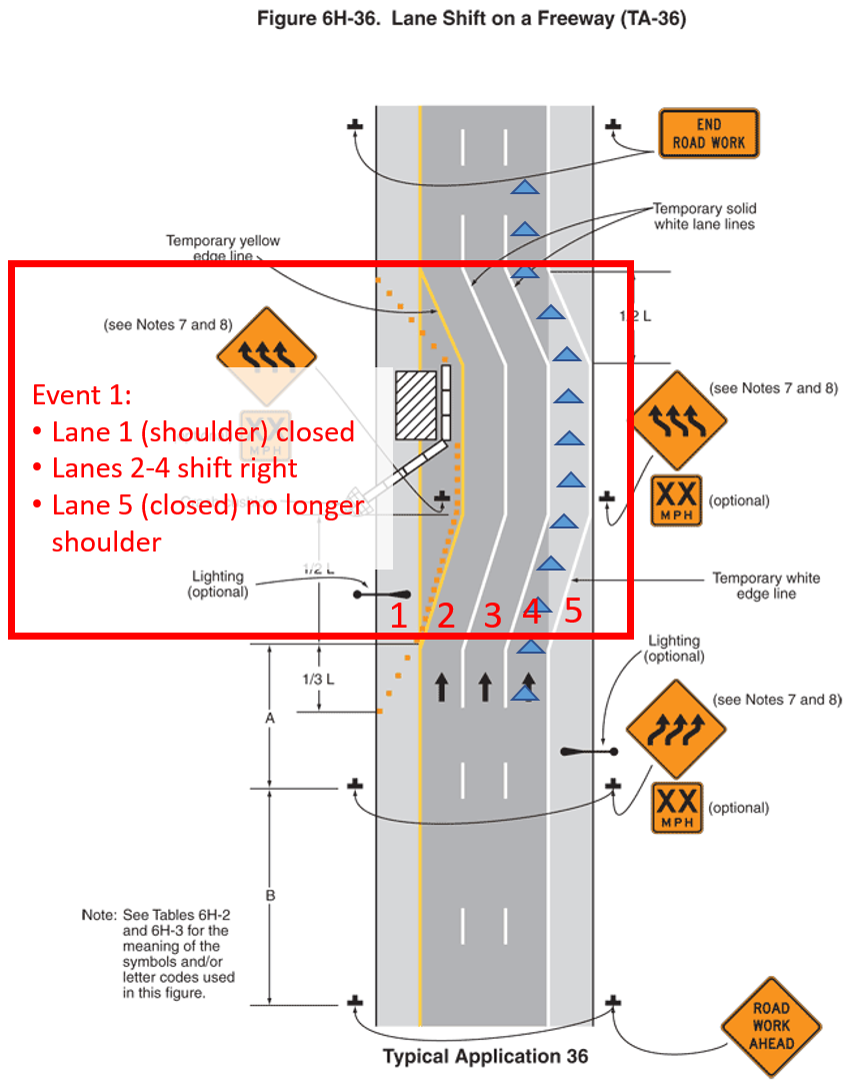 Figure 6H-36. Lane Shift on a Freeway (TA-36)
END
ROAD WORK
Temporary solid
white lane lines
Temporary yellow
edge line
1/2 L
(see Notes 7 and 8)
(see Notes 7 and 8)
Event 1:
• Lane 1 (shoulder) closed
• Lanes 2-4 shift right
• Lane 5 (closed) no longer
shoulder
XX
MPH
XX
MPH
(optional)
1/2 L
Lighting
(optional)
Temporary white
edge line
1 2 3 4 5
Lighting
(optional)
1/3 L
(see Notes 7 and 8)
A
XX
MPH
(optional)
B
Note: See Tables 6H-2
and 6H-3 for the
meaning of the
symbols and/or
letter codes used
in this figure.
ROAD
WORK
AHEAD
Typical Application 36